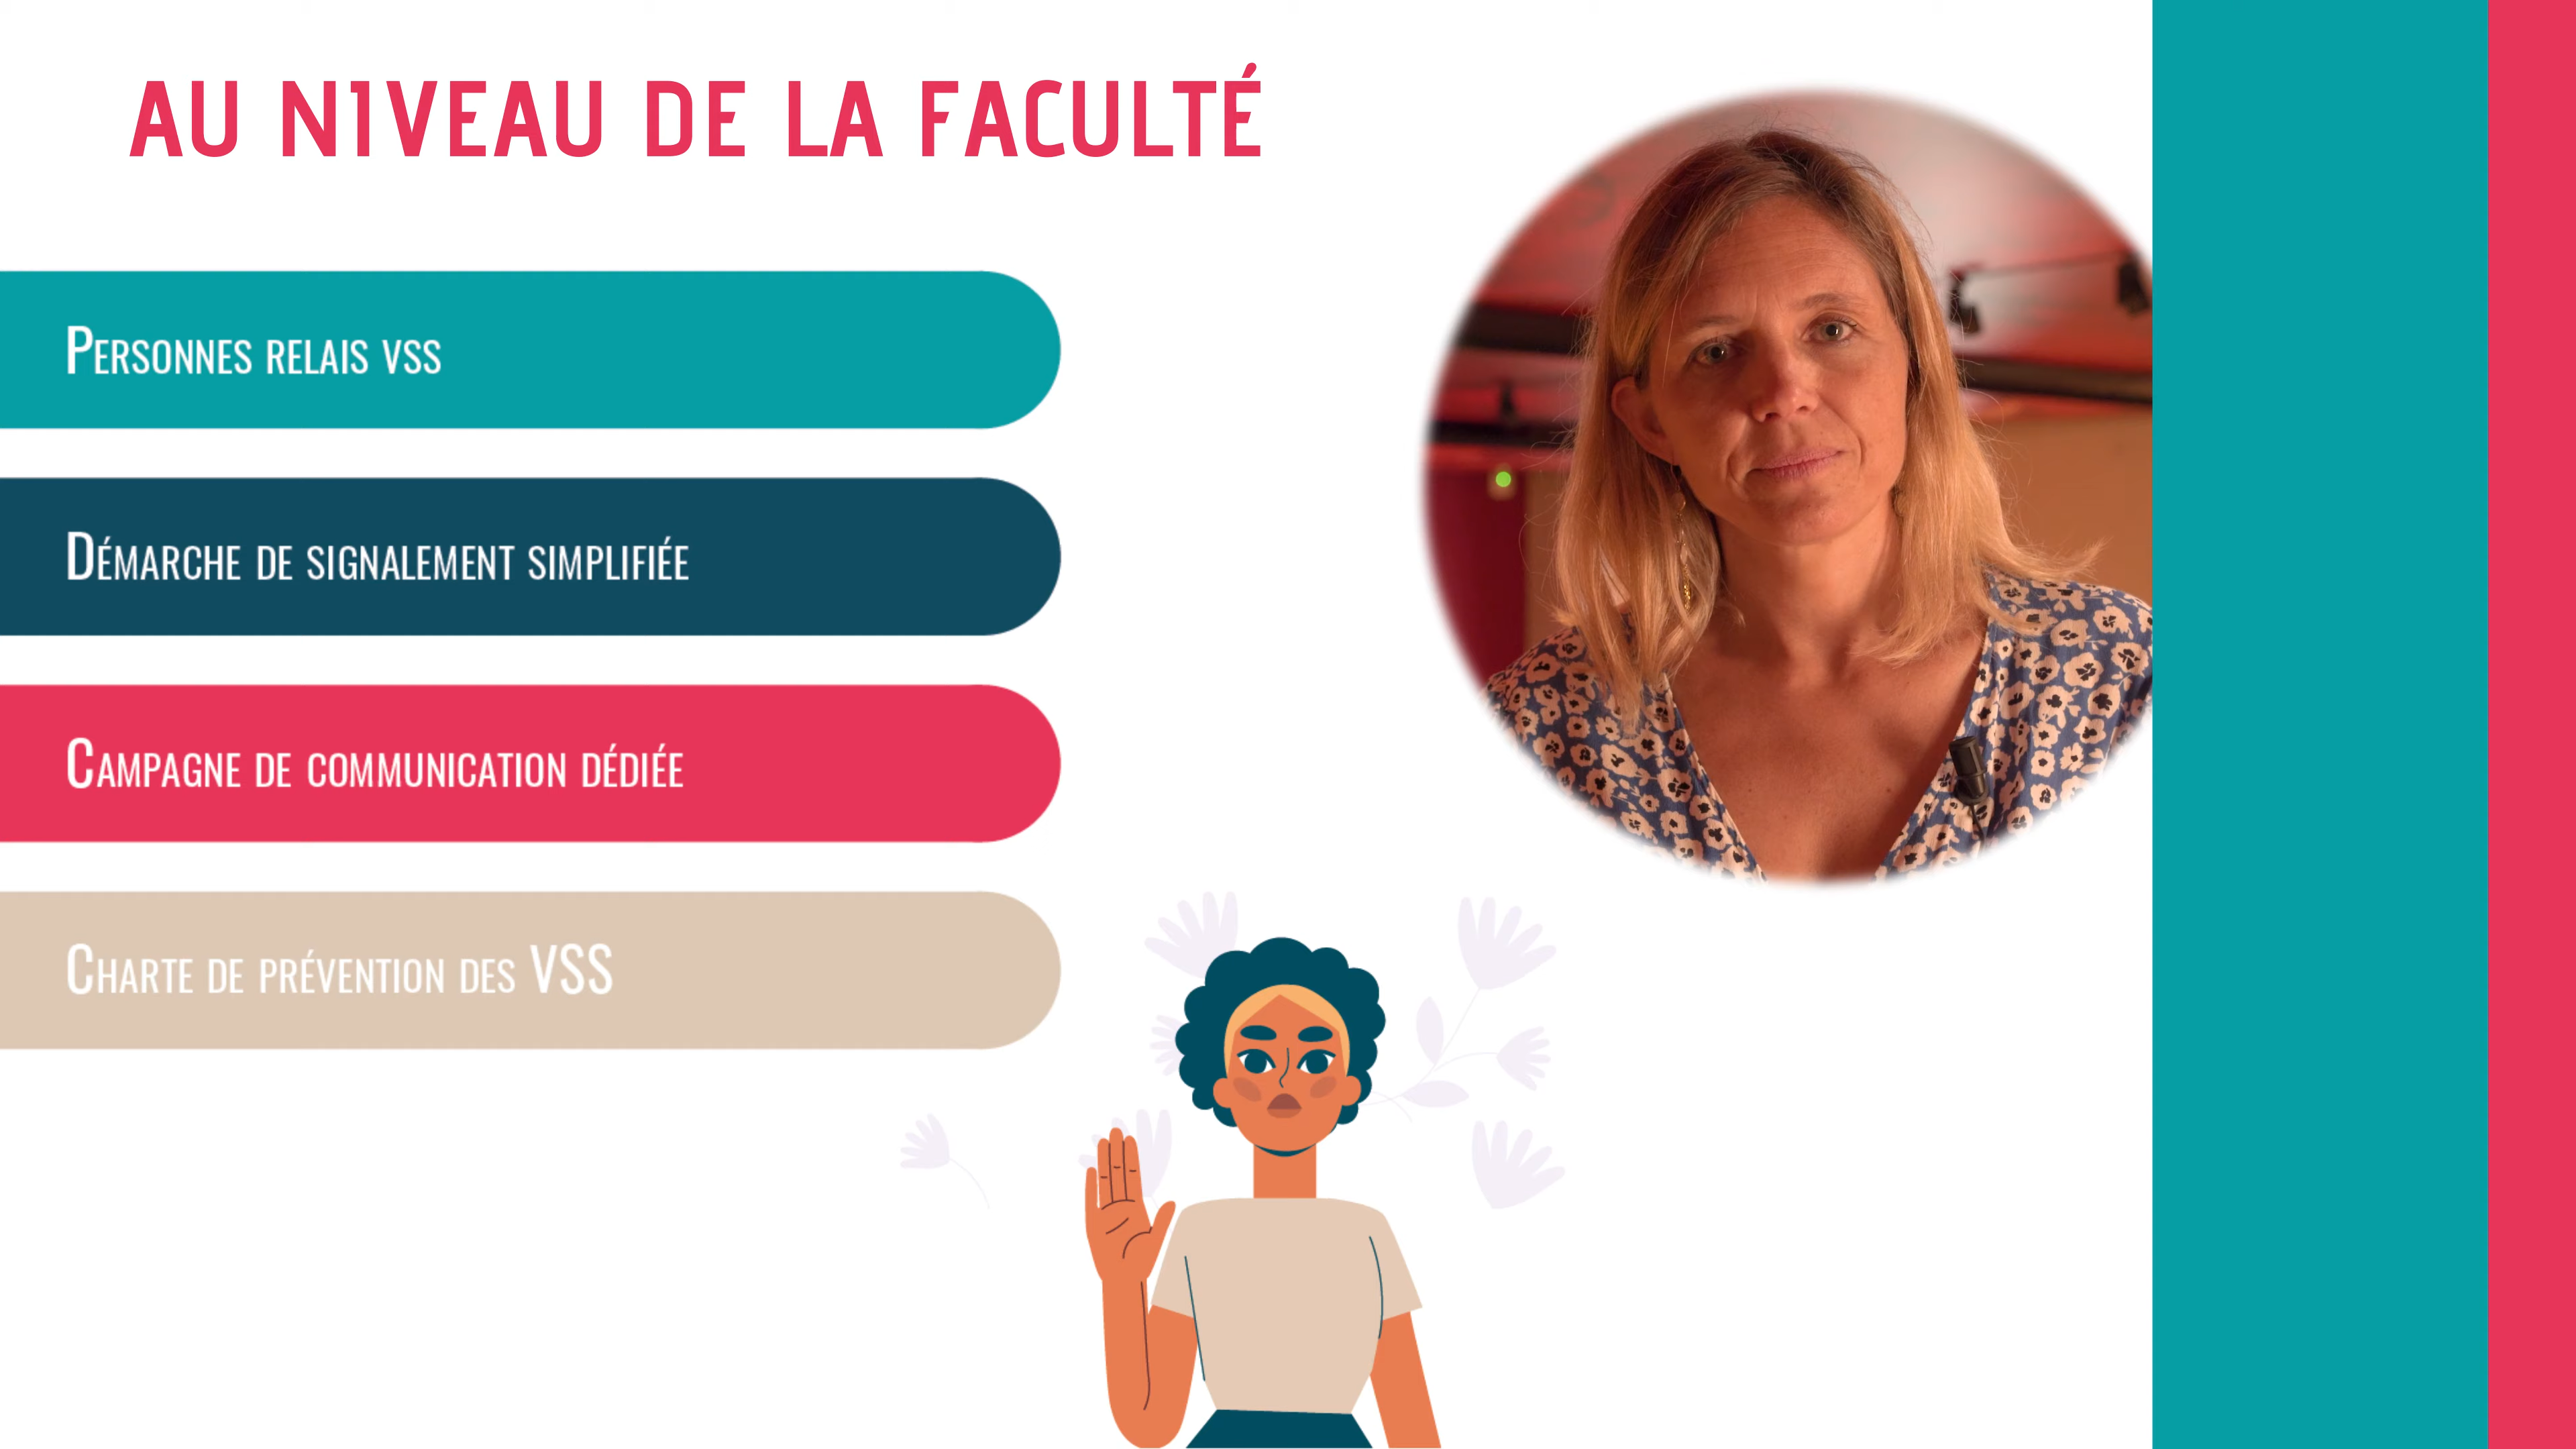 AU NIVEAU DE LA FACULTÉ
Personnes relais vss
Démarche de signalement simplifiée
Campagne de communication dédiée
Charte de prévention des VSS